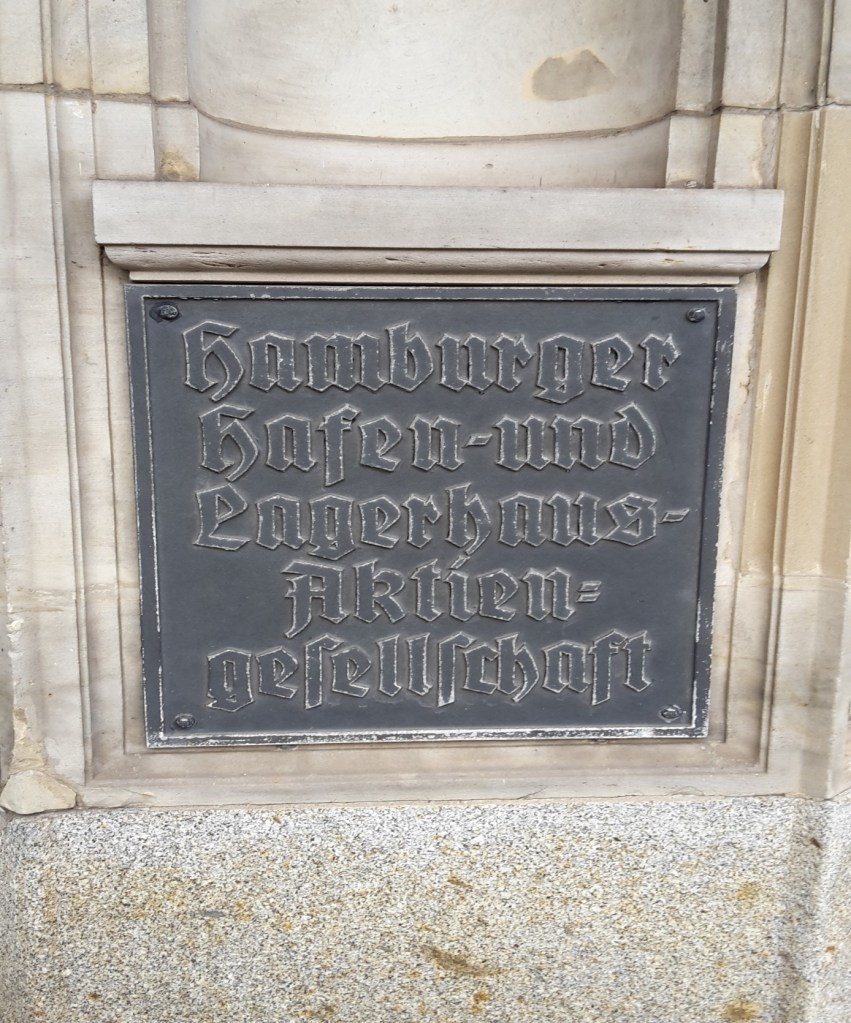 Hamburger
Hafen-und
Lagerhaus-
Aktien-
geſellſchaft